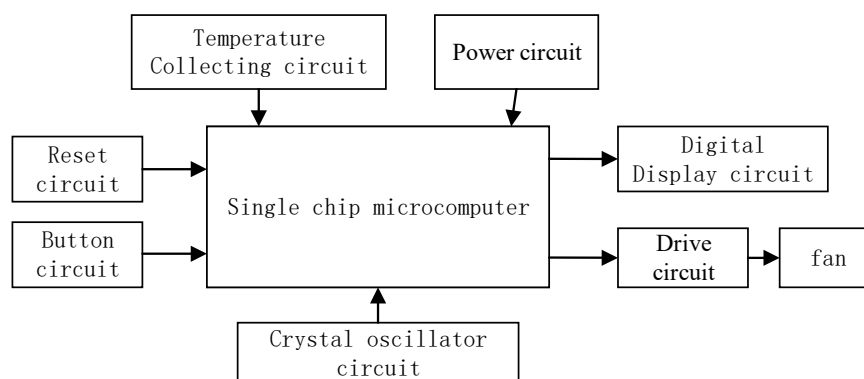 Temperature
Collecting circuit
Power circuit
Reset
circuit
Digital
Display circuit
Single chip microcomputer
Button
circuit
Drive
circuit
fan
Crystal oscillator
circuit